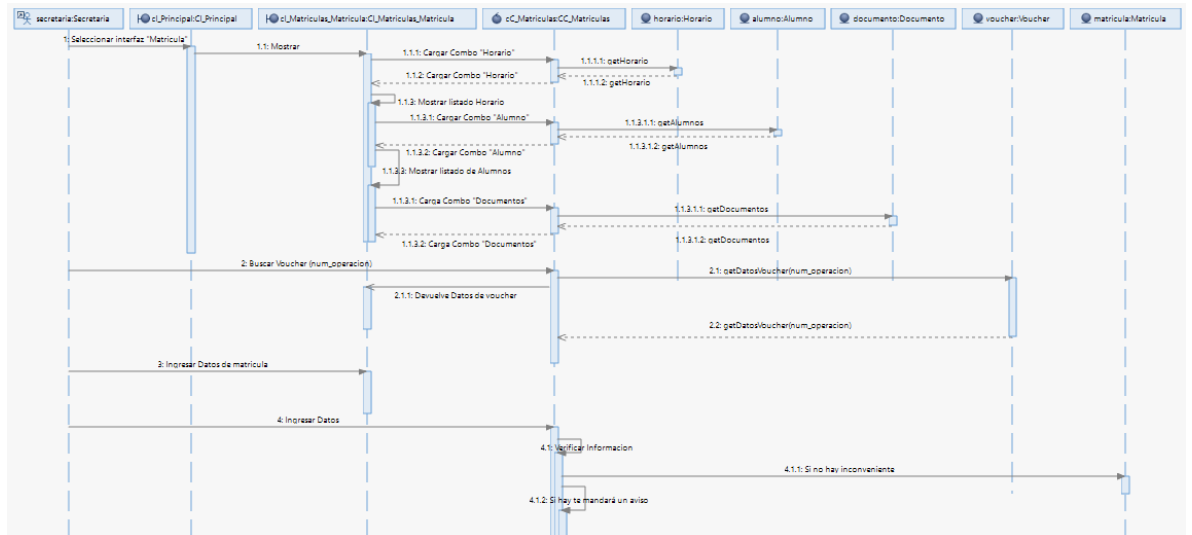 secretaria:Secretaria
cI_Principal:CI_Principal
cI_Matriculas_Matricula:CI_Matriculas_Matricula
cC_Matriculas:CC_Matriculas
horario:Horario
alumno:Alumno
documento:Documento
voucher:Voucher
matricula:Matricula
1: Seleccionar interfaz "Matricula"
1.1: Mostrar
1.1.1: Cargar Combo "Horario"
1.1.1.1: getHorario
1.1.2: Cargar Combo "Horario"
1.1.1.2: getHorario
1.1.3: Mostrar listado Horario
1.1.3.1: Cargar Combo "Alumno"
1.1.3.1.1: getAlumnos
1.1.3.2: Cargar Combo "Alumno"
1.1.3.1.2: getAlumnos
1.1.3.3: Mostrar listado de Alumnos
1.1.3.1: Carga Combo "Documentos"
1.1.3.1.1: getDocumentos
1.1.3.2: Carga Combo "Documentos"
1.1.3.1.2: getDocumentos
2: Buscar Voucher (num_operacion)
2.1: getDatosVoucher(num_operacion)
2.1.1: Devuelve Datos de voucher
2.2: getDatosVoucher(num_operacion)
3: Ingresar Datos de matricula
4: Ingresar Datos
4.1: Verificar Informacion
4.1.1: Si no hay inconveniente
4.1.2: Si hay te mandará un aviso